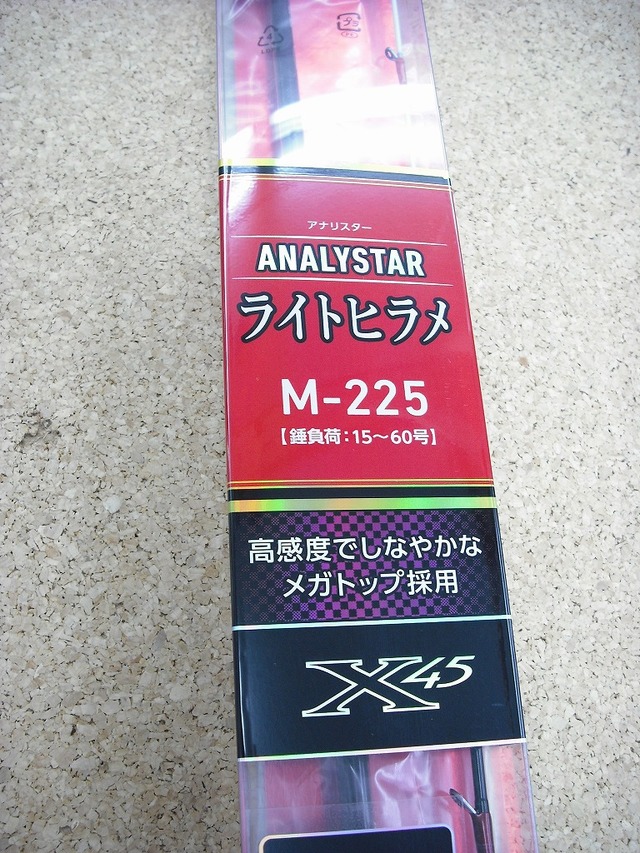 アナリスター
ANALYSTAR
ライトヒラメ
M-225
【錘負荷:15～60号】
高感度でしなやかな
メガトップ採用
X45